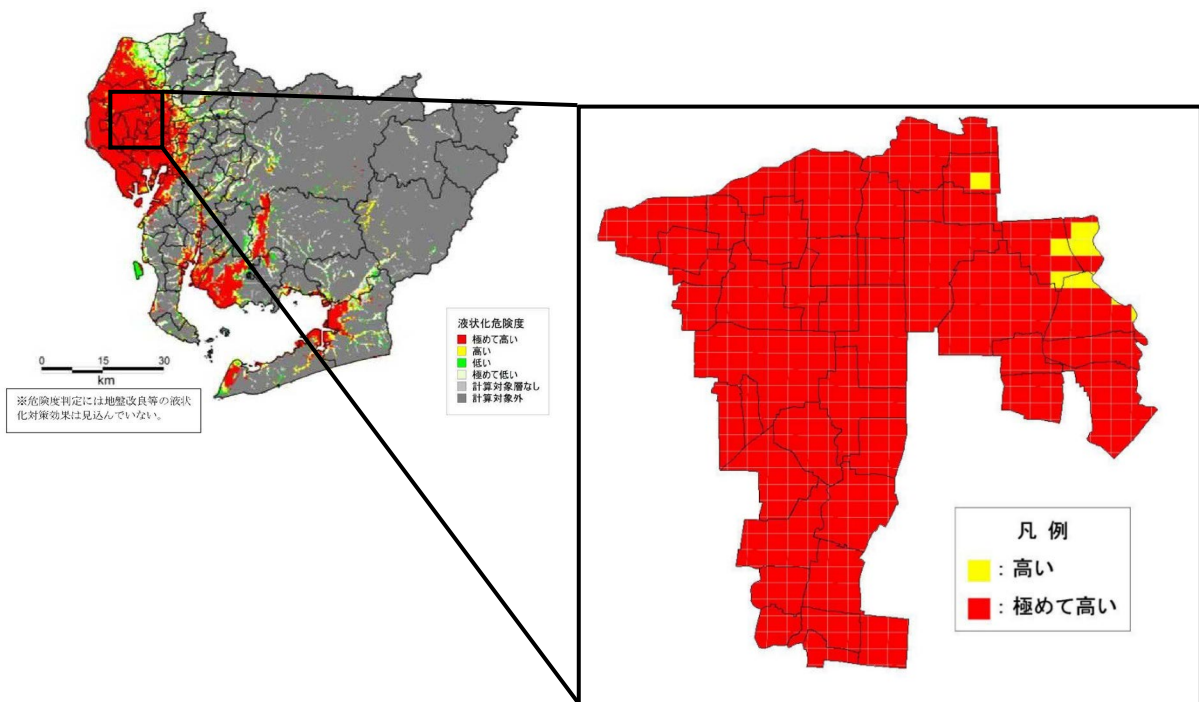 液状化危険度
極めて高い
高い
低い
極めて低い
計算対象層なし
計算対象外
0 15 30
km
※危険度判定には地盤改良等の液状
化対策効果は見込んでいない。
凡 例
：高い
：極めて高い